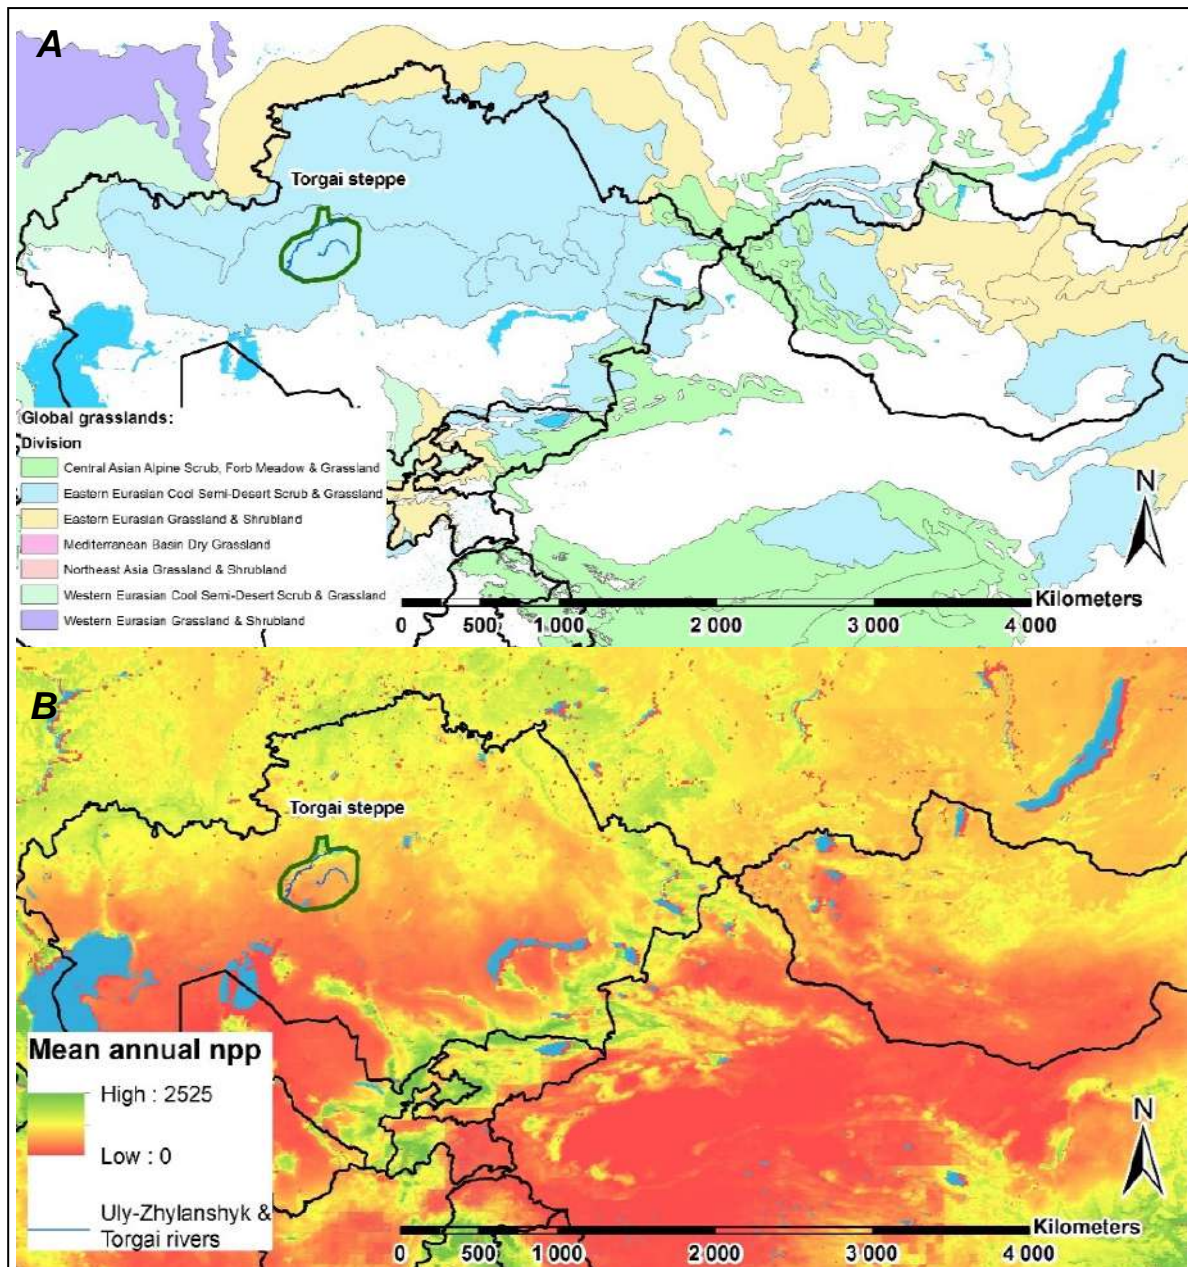 A
Torgai steppe
Global grasslands:
Division
Central Asian Alpine Scrub, Forb Meadow & Grassland
Eastern Eurasian Cool Semi-Desert Scrub & Grassland
Eastern Eurasian Grassland & Shrubland
Mediterranean Basin Dry Grassland
Northeast Asia Grassland & Shrubland
Western Eurasian Cool Semi-Desert Scrub & Grassland
Western Eurasian Grassland & Shrubland
N
Kilometers
0 500 1 000 2 000 3 000 4 000
B
Torgai steppe
Mean annual npp
High : 2525
Low : 0
Uly-Zhylanshyk &
Torgai rivers
N
Kilometers
0 500 1 000 2 000 3 000 4 000